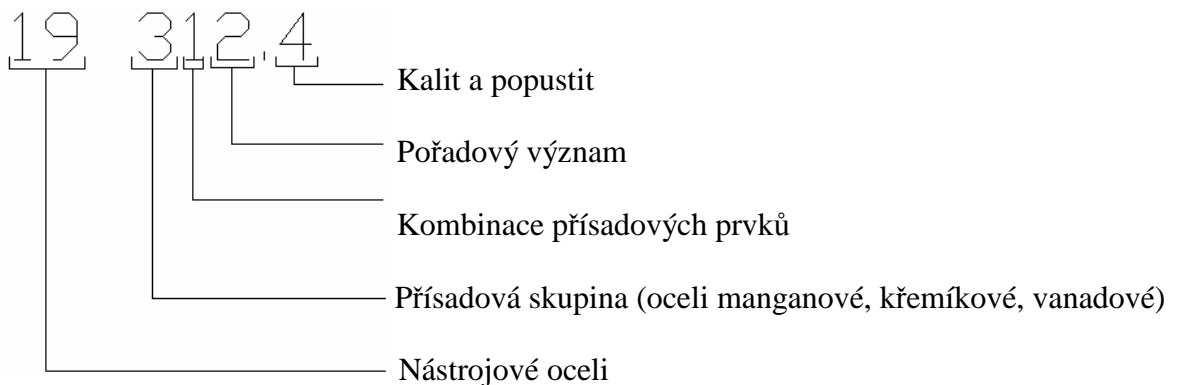 19 312.4
Kalit a popustit
Pořadový význam
Kombinace přísadových prvků
Přísadová skupina (oceli manganové, křemíkové, vanadové)
Nástrojové oceli